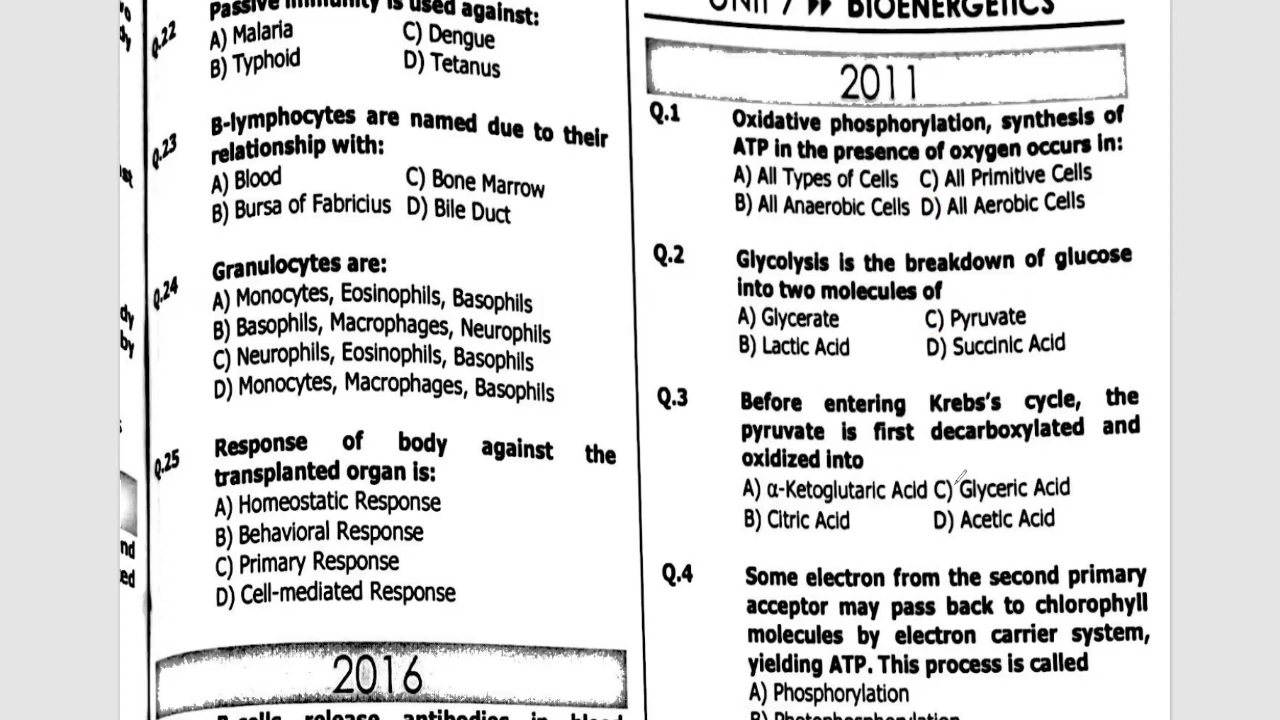 Q.22
Passive immunity is used against:
A) Malaria C) Dengue
B) Typhoid D) Tetanus
Q.23
B-lymphocytes are named due to their
relationship with:
A) Blood C) Bone Marrow
B) Bursa of Fabricius D) Bile Duct
Q.24
Granulocytes are:
A) Monocytes, Eosinophils, Basophils
B) Basophils, Macrophages, Neurophils
C) Neurophils, Eosinophils, Basophils
D) Monocytes, Macrophages, Basophils
Q.25
Response of body against the
transplanted organ is:
A) Homeostatic Response
B) Behavioral Response
C) Primary Response
D) Cell-mediated Response
2016
B-cells release antibodies in blood
UNIT 7 BIOENERGETICS
2011
Q.1 Oxidative phosphorylation, synthesis of
ATP in the presence of oxygen occurs in:
A) All Types of Cells C) All Primitive Cells
B) All Anaerobic Cells D) All Aerobic Cells
Q.2 Glycolysis is the breakdown of glucose
into two molecules of
A) Glycerate C) Pyruvate
B) Lactic Acid D) Succinic Acid
Q.3 Before entering Krebs's cycle, the
pyruvate is first decarboxylated and
oxidized into
A) α-Ketoglutaric Acid C) Glyceric Acid
B) Citric Acid D) Acetic Acid
Q.4 Some electron from the second primary
acceptor may pass back to chlorophyll
molecules by electron carrier system,
yielding ATP. This process is called
A) Phosphorylation
B) Photophosphorylation